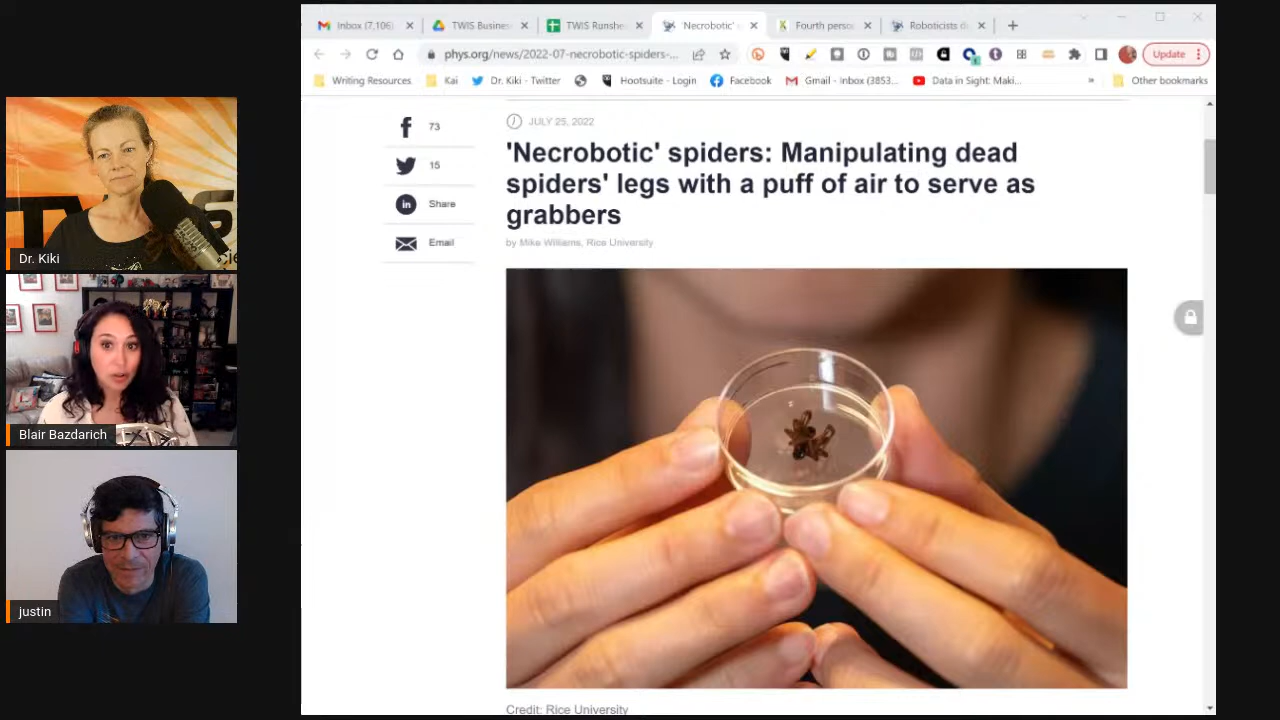 Inbox (7,106)
TWIS Busines
TWIS Runshe
'Necrobotic'
Fourth perso
Roboticists di
phys.org/news/2022-07-necrobotic-spiders-...
Update
Writing Resources
Kai
Dr. Kiki - Twitter
Hootsuite - Login
Facebook
Gmail - Inbox (3853...
Data in Sight: Maki...
»
Other bookmarks
73
15
Share
Email
JULY 25, 2022
'Necrobotic' spiders: Manipulating dead
spiders' legs with a puff of air to serve as
grabbers
by Mike Williams, Rice University
Credit: Rice University
Dr. Kiki
Blair Bazdarich
justin